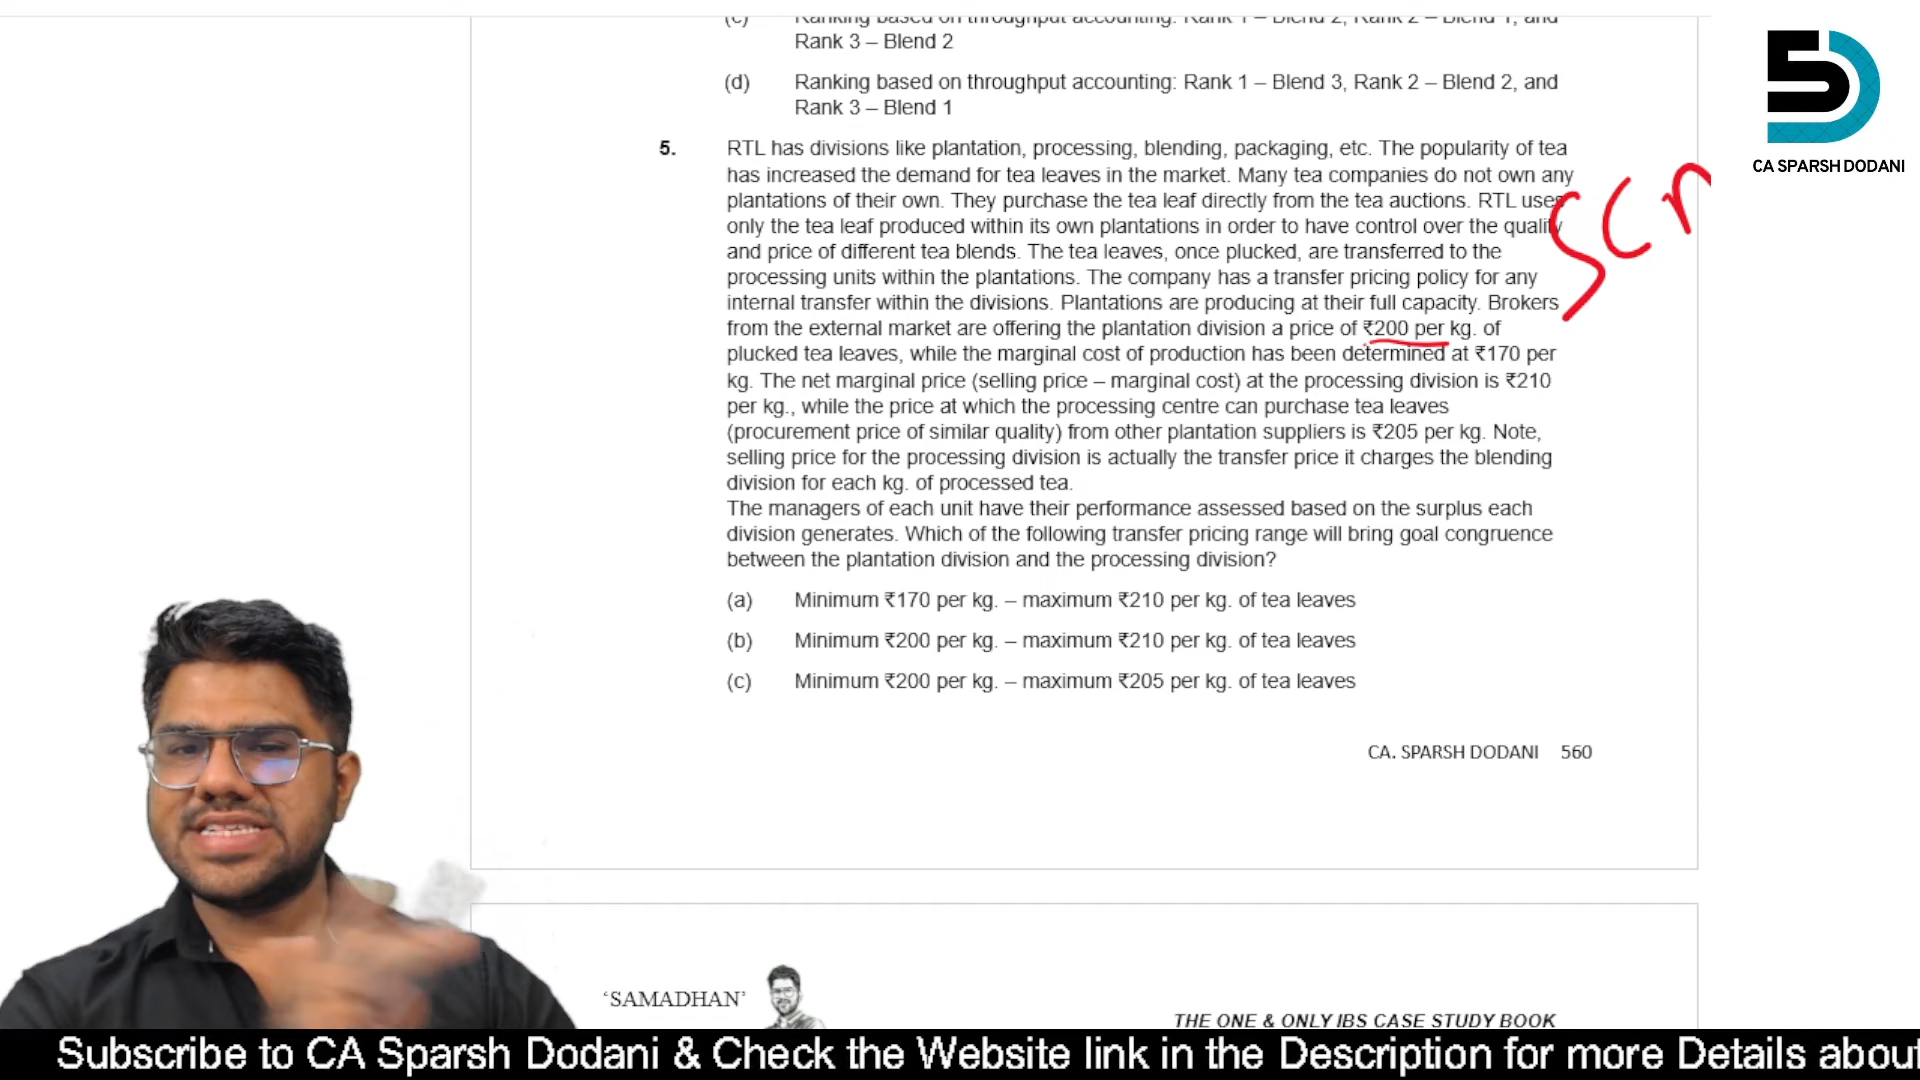 (c) Ranking based on throughput accounting: Rank 1 – Blend 2, Rank 2 – Blend 1, and
Rank 3 – Blend 2
(d) Ranking based on throughput accounting: Rank 1 – Blend 3, Rank 2 – Blend 2, and
Rank 3 – Blend 1
5. RTL has divisions like plantation, processing, blending, packaging, etc. The popularity of tea
has increased the demand for tea leaves in the market. Many tea companies do not own any
plantations of their own. They purchase the tea leaf directly from the tea auctions. RTL uses
only the tea leaf produced within its own plantations in order to have control over the quality
and price of different tea blends. The tea leaves, once plucked, are transferred to the
processing units within the plantations. The company has a transfer pricing policy for any
internal transfer within the divisions. Plantations are producing at their full capacity. Brokers
from the external market are offering the plantation division a price of ₹200 per kg. of
plucked tea leaves, while the marginal cost of production has been determined at ₹170 per
kg. The net marginal price (selling price – marginal cost) at the processing division is ₹210
per kg., while the price at which the processing centre can purchase tea leaves
(procurement price of similar quality) from other plantation suppliers is ₹205 per kg. Note,
selling price for the processing division is actually the transfer price it charges the blending
division for each kg. of processed tea.
The managers of each unit have their performance assessed based on the surplus each
division generates. Which of the following transfer pricing range will bring goal congruence
between the plantation division and the processing division?
(a) Minimum ₹170 per kg. – maximum ₹210 per kg. of tea leaves
(b) Minimum ₹200 per kg. – maximum ₹210 per kg. of tea leaves
(c) Minimum ₹200 per kg. – maximum ₹205 per kg. of tea leaves
CA. SPARSH DODANI 560
‘SAMADHAN’
THE ONE & ONLY IBS CASE STUDY BOOK
CA SPARSH DODANI
Subscribe to CA Sparsh Dodani & Check the Website link in the Description for more Details about